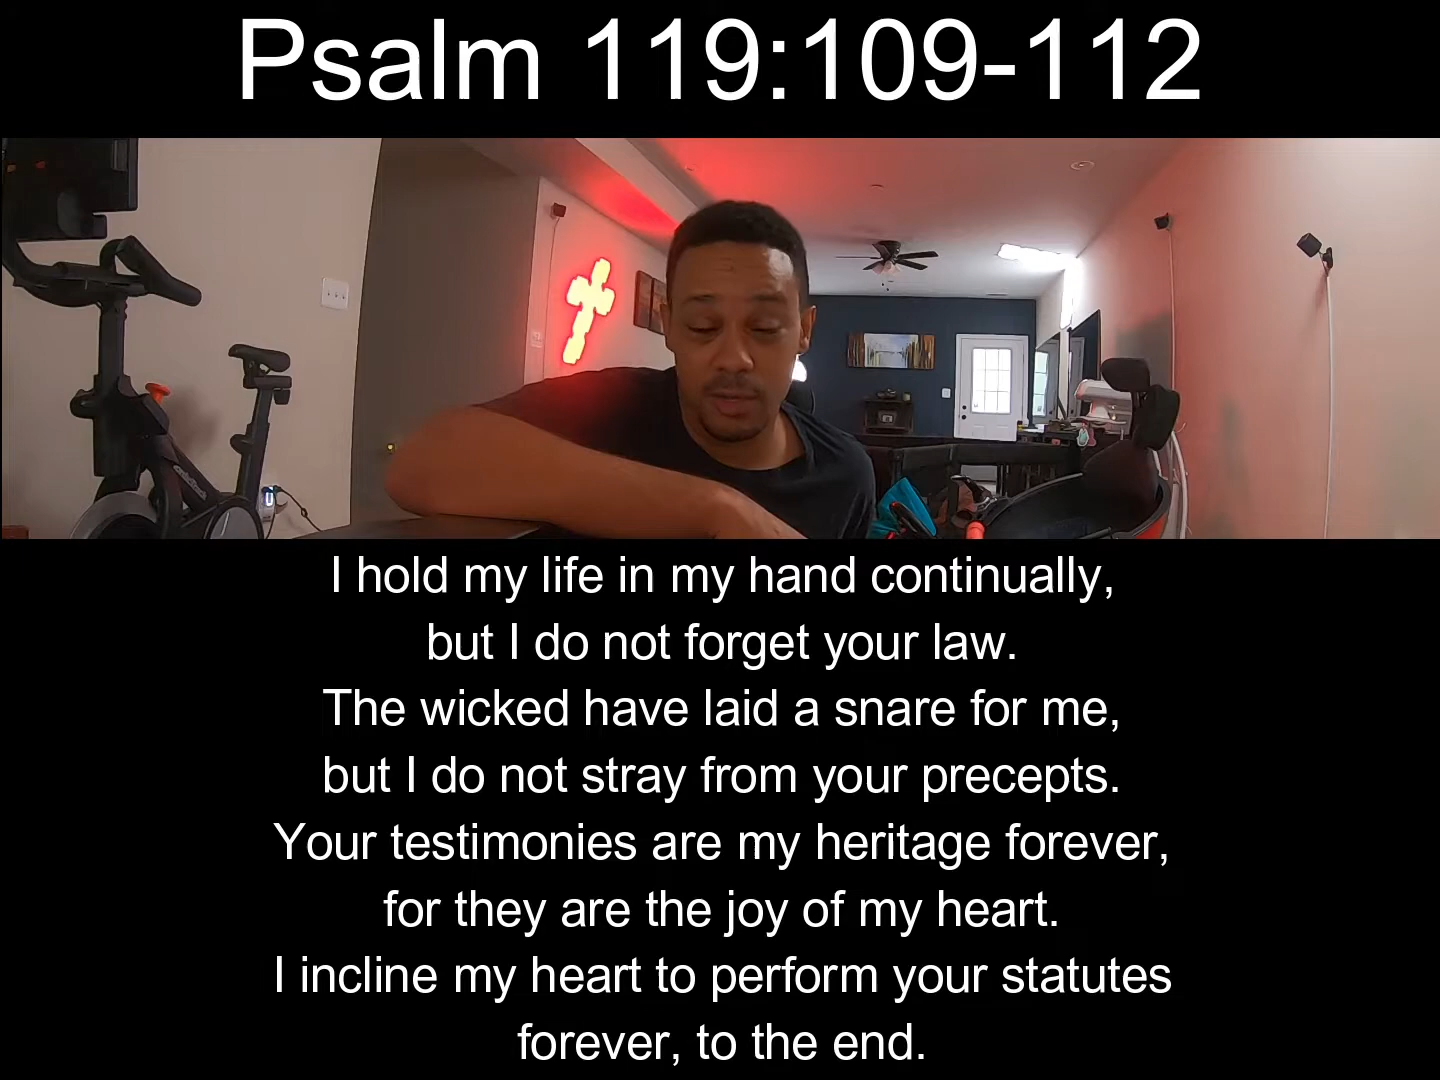 Psalm 119:109-112
I hold my life in my hand continually,
but I do not forget your law.
The wicked have laid a snare for me,
but I do not stray from your precepts.
Your testimonies are my heritage forever,
for they are the joy of my heart.
I incline my heart to perform your statutes
forever, to the end.